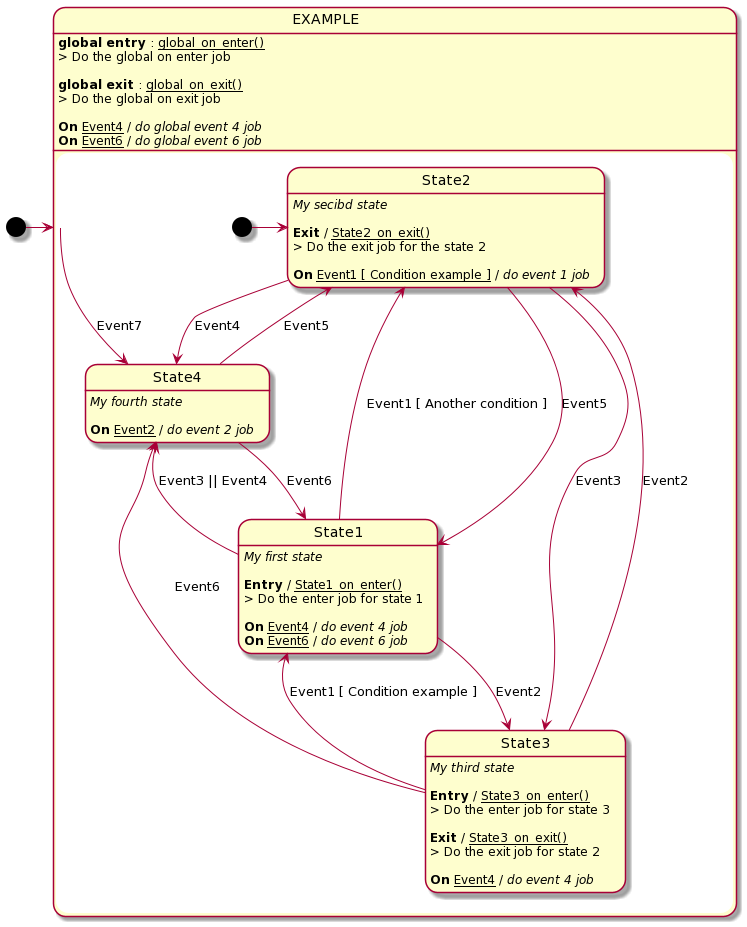 EXAMPLE
global entry : global_on_enter()
> Do the global on enter job
global exit : global_on_exit()
> Do the global on exit job
On Event4 / do global event 4 job
On Event6 / do global event 6 job
State2
My secibd state
Exit / State2_on_exit()
> Do the exit job for the state 2
On Event1 [ Condition example ] / do event 1 job
Event7
Event4
Event5
State4
My fourth state
On Event2 / do event 2 job
Event1 [ Another condition ]
Event5
Event3 || Event4
Event6
Event3
Event2
State1
My first state
Entry / State1_on_enter()
> Do the enter job for state 1
On Event4 / do event 4 job
On Event6 / do event 6 job
Event6
Event1 [ Condition example ]
Event2
State3
My third state
Entry / State3_on_enter()
> Do the enter job for state 3
Exit / State3_on_exit()
> Do the exit job for state 2
On Event4 / do event 4 job